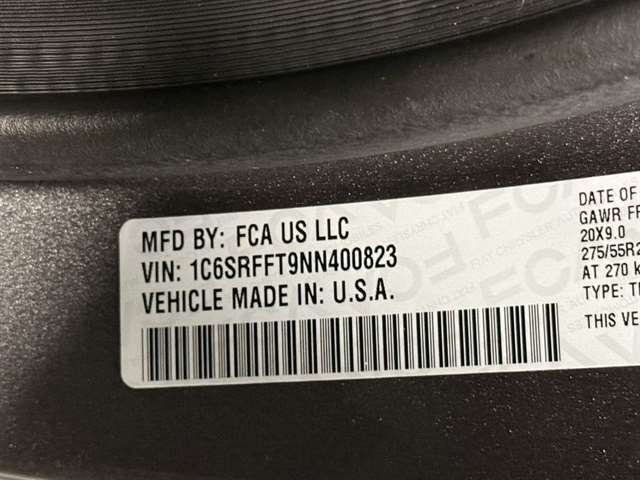 MFD BY: FCA US LLC
VIN: 1C6SRFFT9NN400823
VEHICLE MADE IN: U.S.A.
DATE OF
GAWR
20X9.0
275/55R2
AT 270
TYPE:
THIS